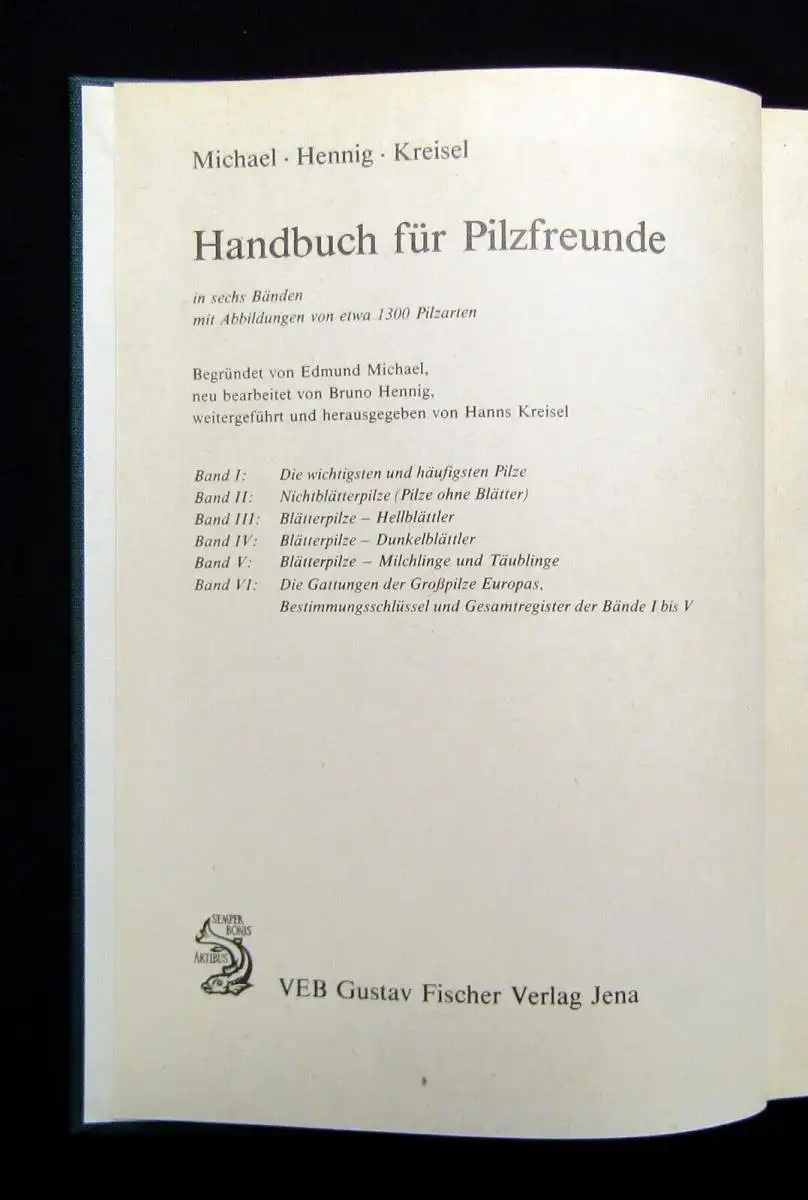 Michael · Hennig · Kreisel
Handbuch für Pilzfreunde
in sechs Bänden
mit Abbildungen von etwa 1300 Pilzarten
Begründet von Edmund Michael,
neu bearbeitet von Bruno Hennig,
weitergeführt und herausgegeben von Hanns Kreisel
Band I: Die wichtigsten und häufigsten Pilze
Band II: Nichtblätterpilze (Pilze ohne Blätter)
Band III: Blätterpilze – Hellblättler
Band IV: Blätterpilze – Dunkelblättler
Band V: Blätterpilze – Milchlinge und Täublinge
Band VI: Die Gattungen der Großpilze Europas,
Bestimmungsschlüssel und Gesamtregister der Bände I bis V
SEMPER
BONIS
ARTIBUS
VEB Gustav Fischer Verlag Jena